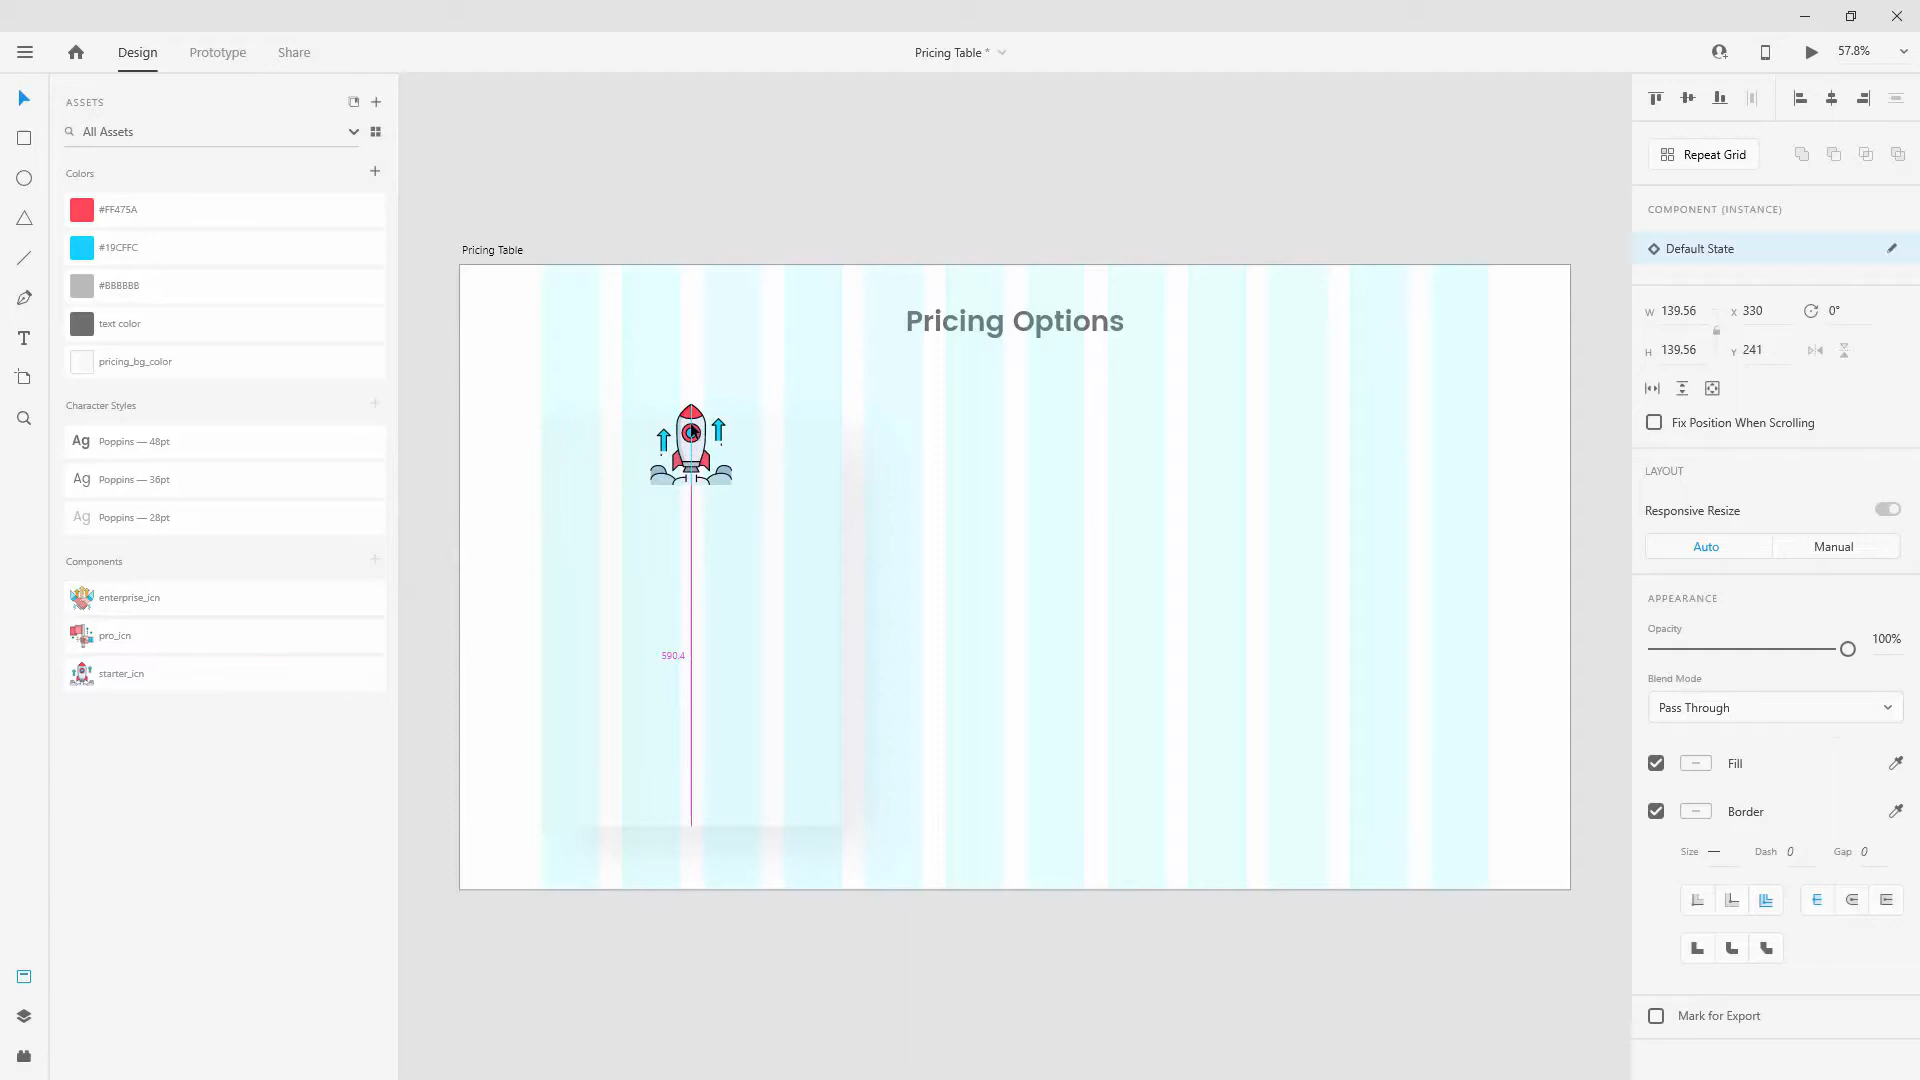 Design
Prototype
Share
Pricing Table *
57.8%
ASSETS
All Assets
Colors
#FF475A
#19CFFC
#BBBBBB
text color
pricing_bg_color
Character Styles
Ag Poppins — 48pt
Ag Poppins — 36pt
Ag Poppins — 28pt
Components
enterprise_icn
pro_icn
starter_icn
Pricing Table
Pricing Options
590.4
Repeat Grid
COMPONENT (INSTANCE)
Default State
W 139.56 X 330 0°
H 139.56 Y 241
Fix Position When Scrolling
LAYOUT
Responsive Resize
Auto Manual
APPEARANCE
Opacity
100%
Blend Mode
Pass Through
Fill
Border
Size — Dash 0 Gap 0
Mark for Export